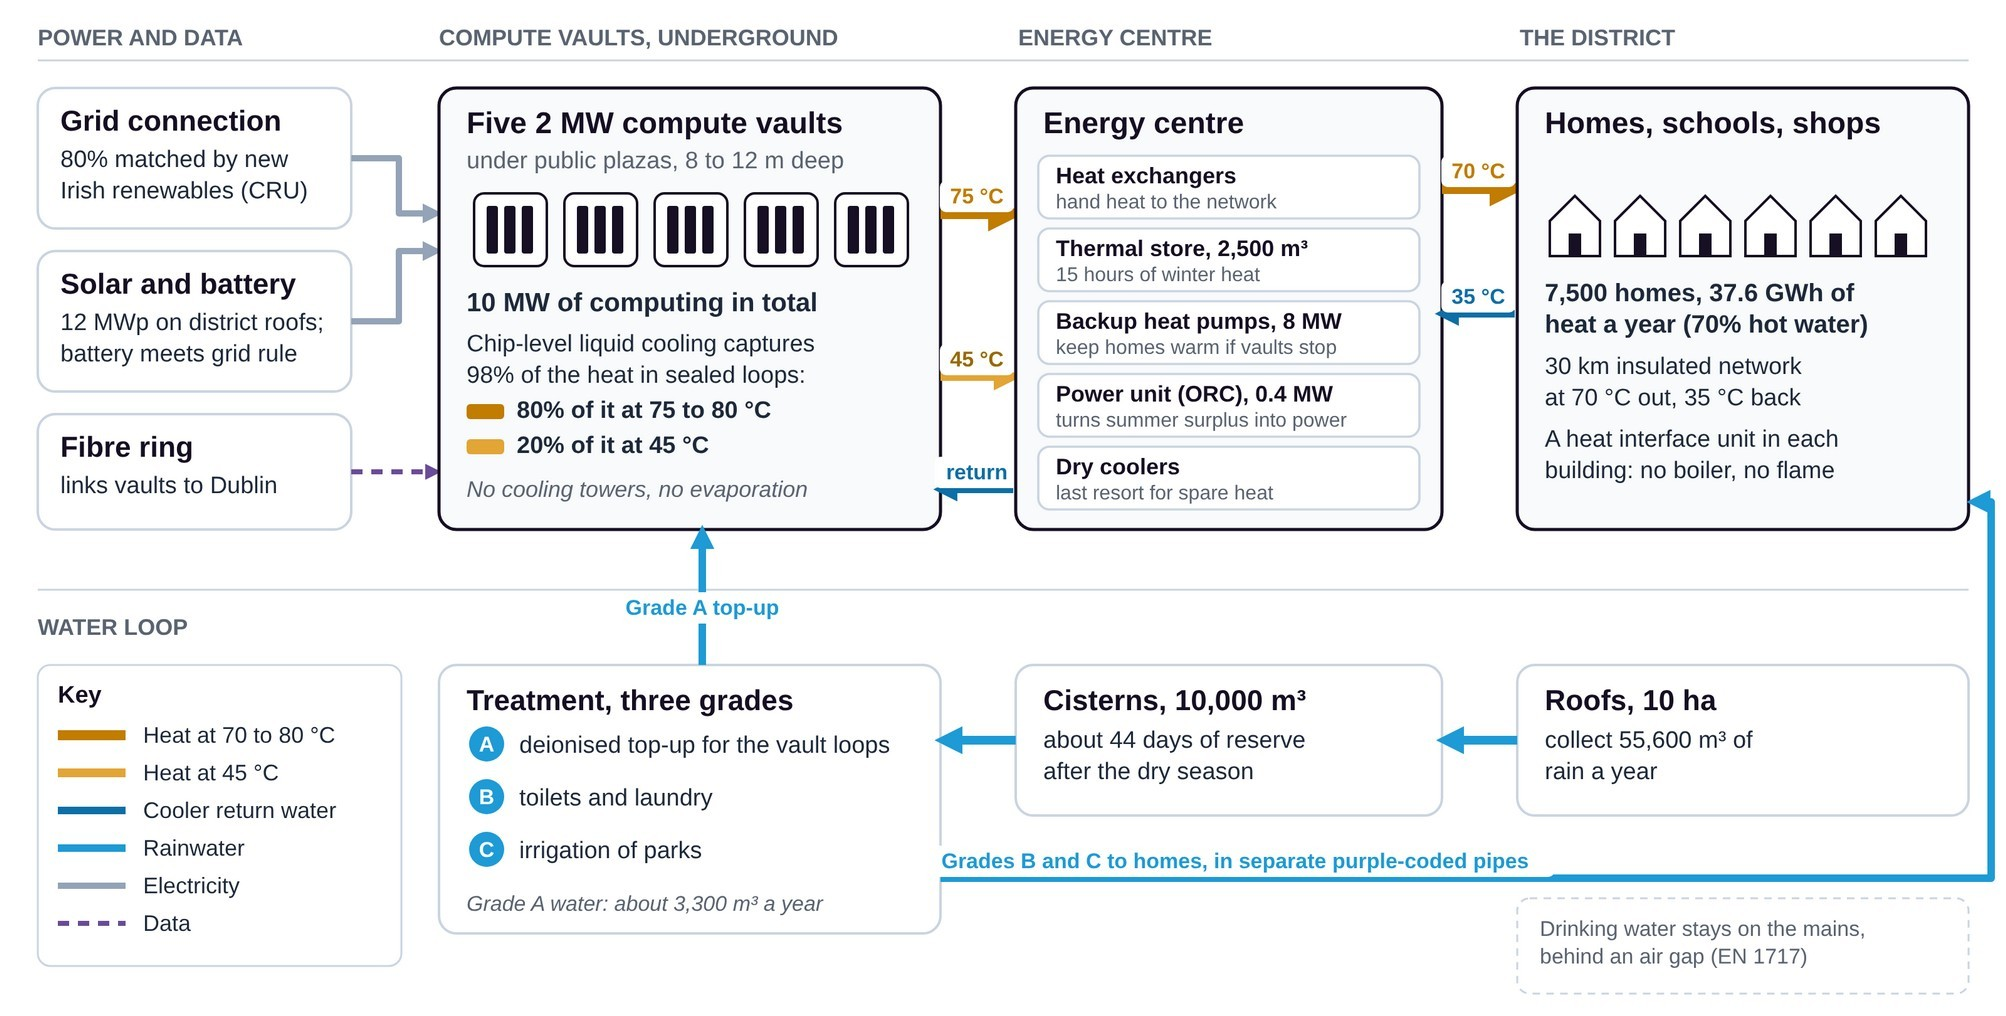 POWER AND DATA
COMPUTE VAULTS, UNDERGROUND
ENERGY CENTRE
THE DISTRICT
Grid connection
80% matched by new
Irish renewables (CRU)
Solar and battery
12 MWp on district roofs;
battery meets grid rule
Fibre ring
links vaults to Dublin
Five 2 MW compute vaults
under public plazas, 8 to 12 m deep
10 MW of computing in total
Chip-level liquid cooling captures
98% of the heat in sealed loops:
80% of it at 75 to 80 °C
20% of it at 45 °C
No cooling towers, no evaporation
75 °C
45 °C
return
Energy centre
Heat exchangers
hand heat to the network
Thermal store, 2,500 m³
15 hours of winter heat
Backup heat pumps, 8 MW
keep homes warm if vaults stop
Power unit (ORC), 0.4 MW
turns summer surplus into power
Dry coolers
last resort for spare heat
70 °C
35 °C
Homes, schools, shops
7,500 homes, 37.6 GWh of
heat a year (70% hot water)
30 km insulated network
at 70 °C out, 35 °C back
A heat interface unit in each
building: no boiler, no flame
Grade A top-up
WATER LOOP
Key
Heat at 70 to 80 °C
Heat at 45 °C
Cooler return water
Rainwater
Electricity
Data
Treatment, three grades
A deionised top-up for the vault loops
B toilets and laundry
C irrigation of parks
Grade A water: about 3,300 m³ a year
Cisterns, 10,000 m³
about 44 days of reserve
after the dry season
Roofs, 10 ha
collect 55,600 m³ of
rain a year
Grades B and C to homes, in separate purple-coded pipes
Drinking water stays on the mains,
behind an air gap (EN 1717)